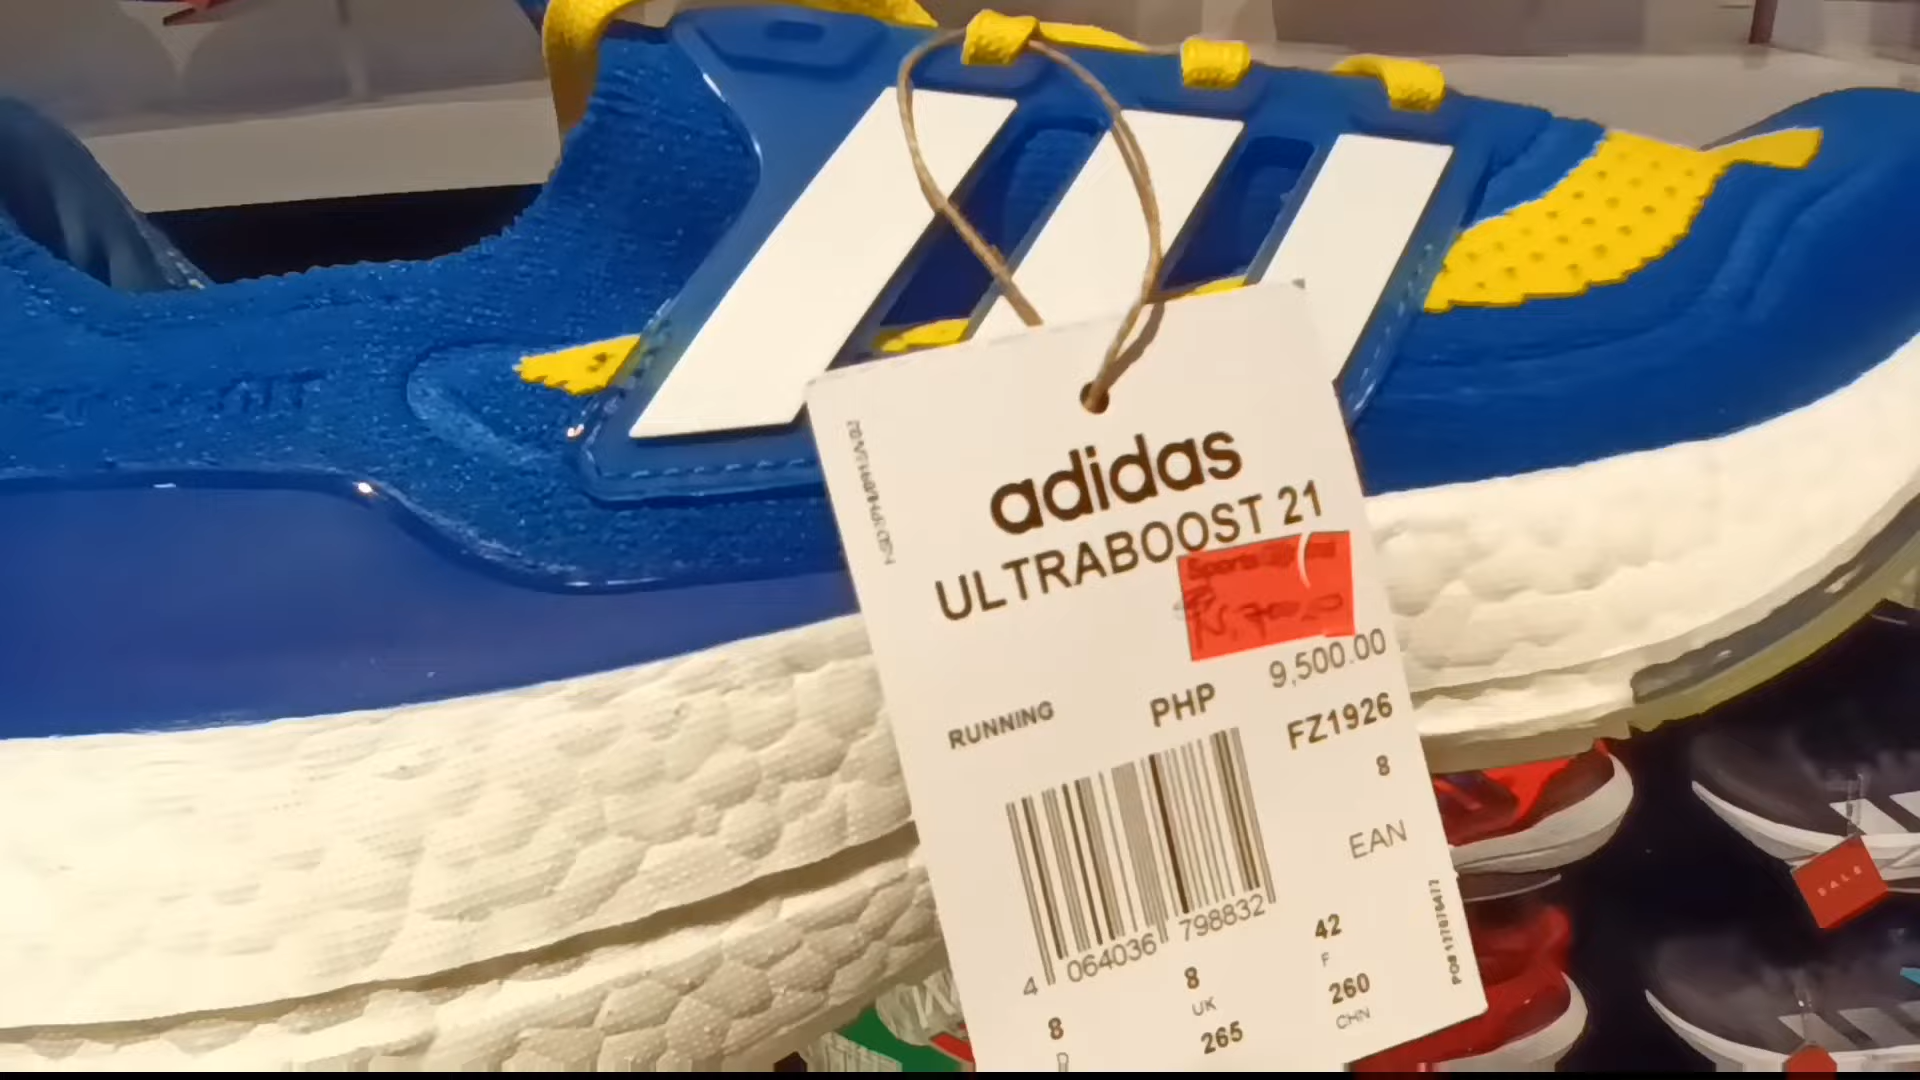 adidas
ULTRABOOST 21
9,500.00
RUNNING
PHP
FZ1926
8
EAN
4 064036 798832
42
F
8
UK
260
CHN
8
D
265
SALE